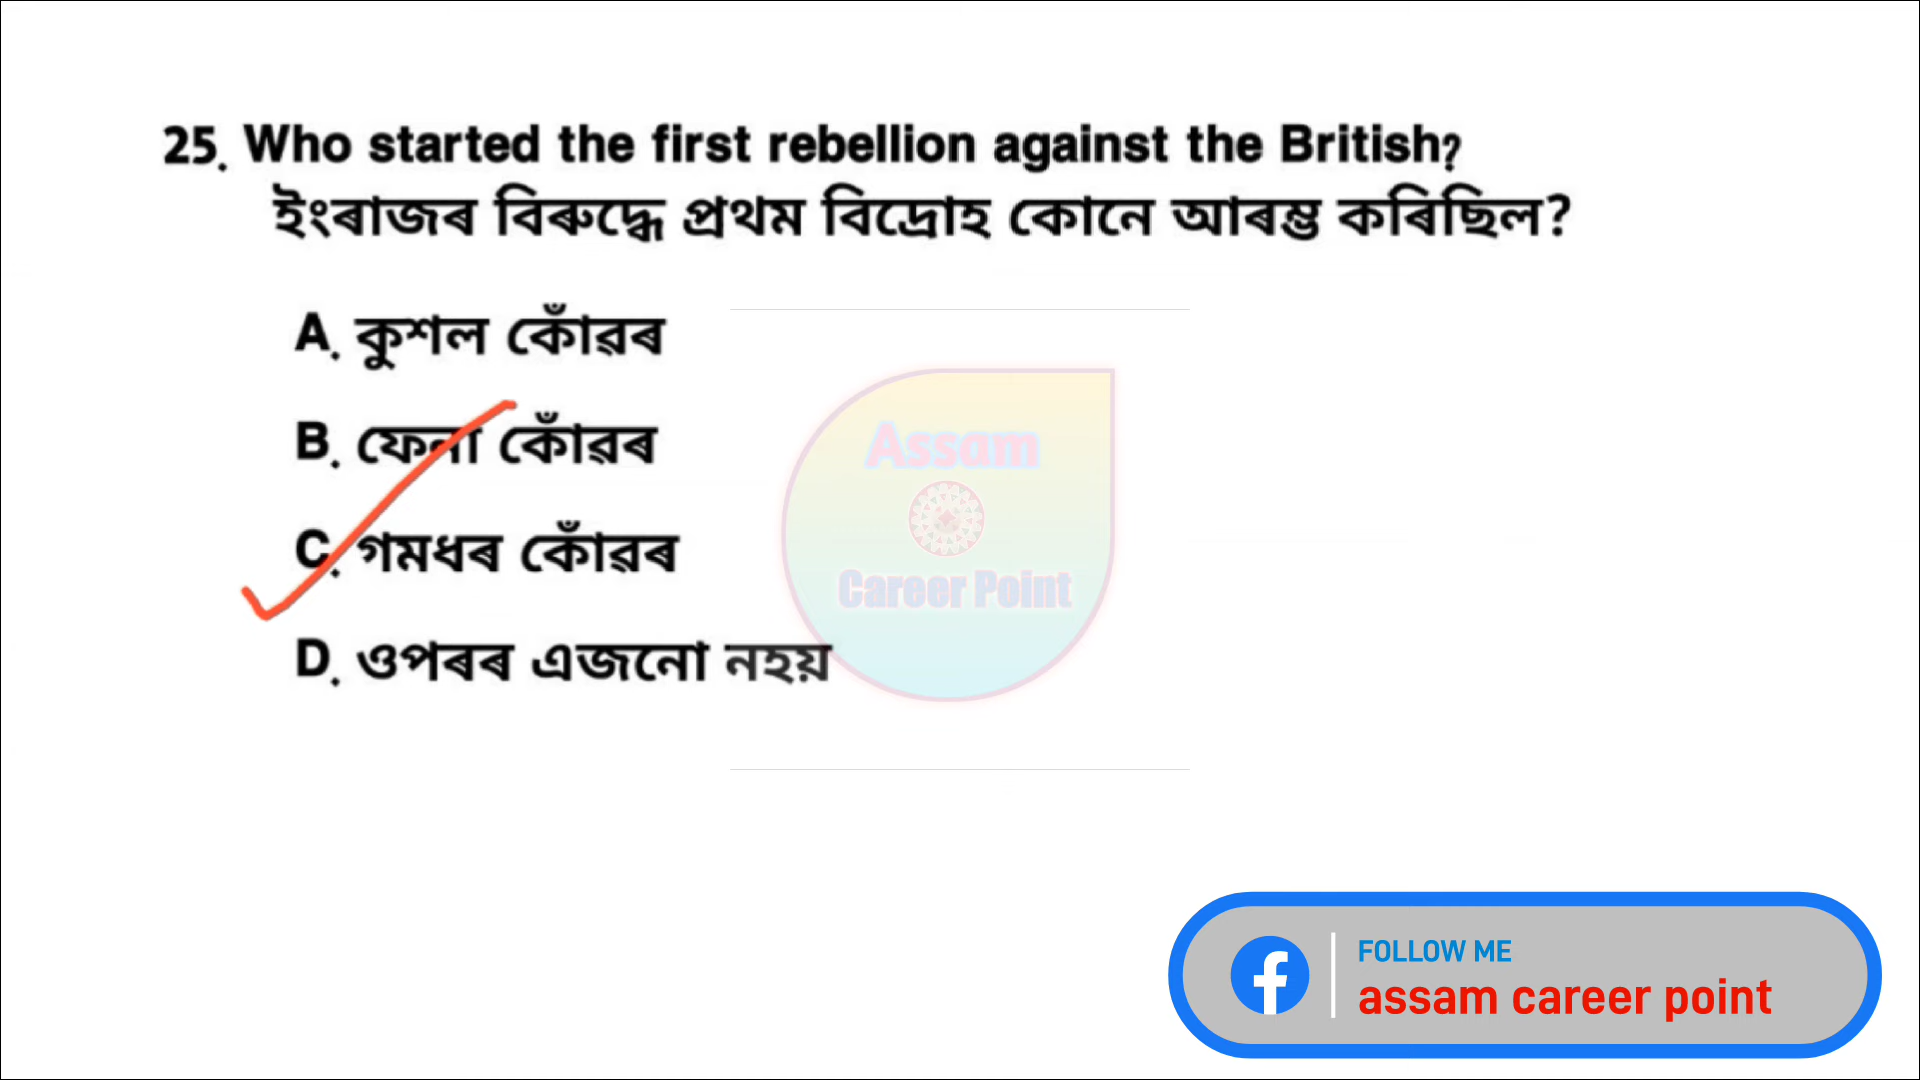 25. Who started the first rebellion against the British?
ইংৰাজৰ বিৰুদ্ধে প্ৰথম বিদ্ৰোহ কোনে আৰম্ভ কৰিছিল?
A. কুশল কোঁৱৰ
B. ফেনা কোঁৱৰ
C. গমধৰ কোঁৱৰ
D. ওপৰৰ এজনো নহয়
Assam
Career Point
FOLLOW ME
assam career point